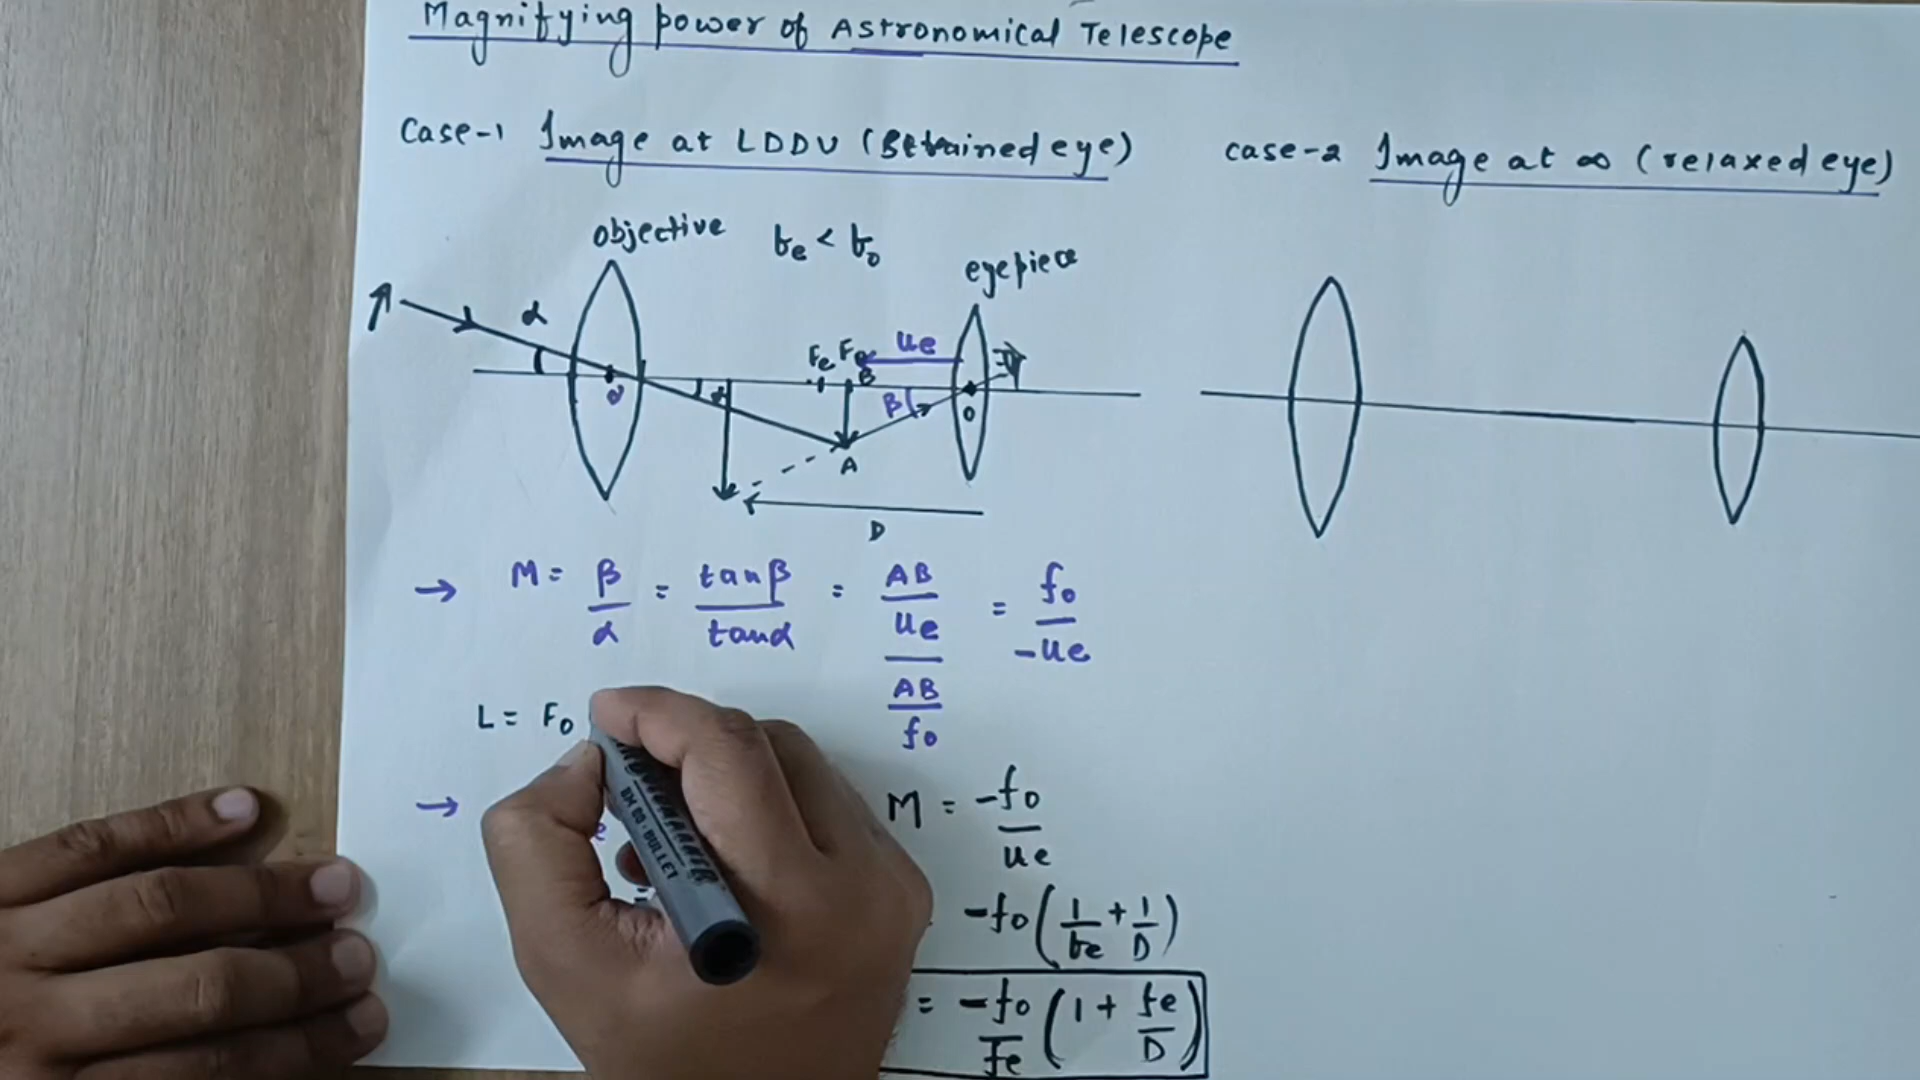 Magnifying power of Astronomical Telescope
Case-1 Image at LDDV (Strained eye)
case-2 Image at ∞ (relaxed eye)
objective
fe < fo
eyepiece
α
Fe Fo
ue
B
β
O
A
D
→ M = β/α = tanβ/tanα = (AB/ue)/(AB/fo) = fo/-ue
L = Fo
→
e
M = -fo/ue
-fo(1/fe + 1/D)
= -fo/Fe (1 + fe/D)